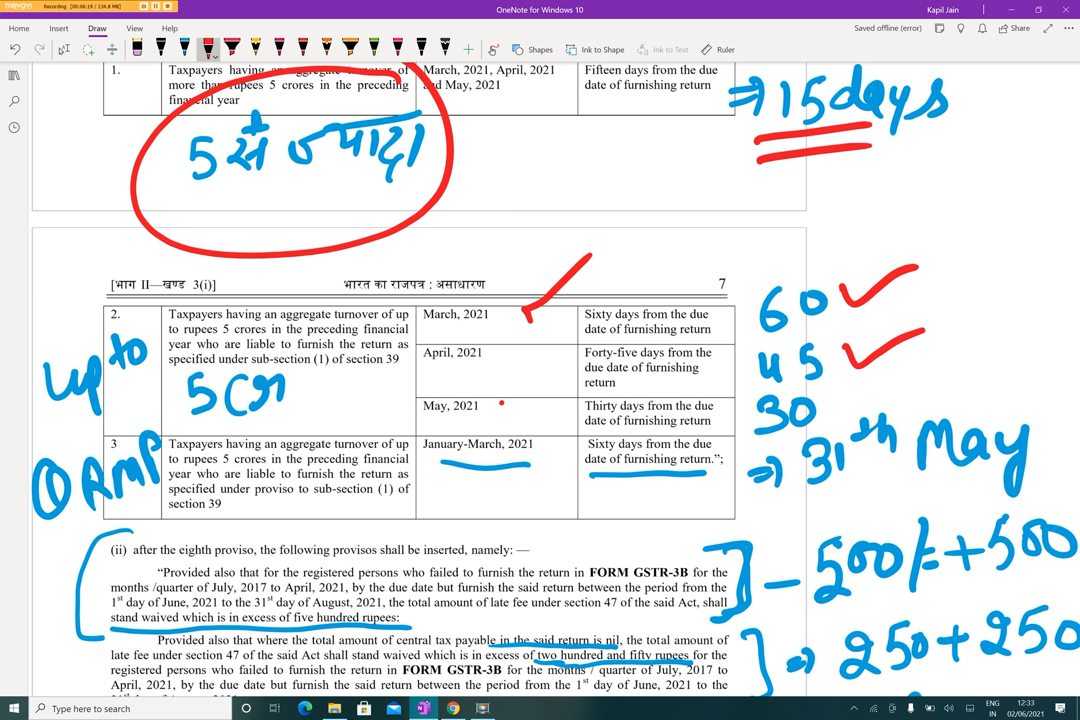 movavi Recording | 00:06:19 / 134.8 MB
OneNote for Windows 10
Kapil Jain
Home Insert Draw View Help
Saved offline (error) Share
Shapes Ink to Shape Ink to Text Ruler
1. Taxpayers having an aggregate turnover of more than rupees 5 crores in the preceding financial year
March, 2021, April, 2021 and May, 2021
Fifteen days from the due date of furnishing return
⇒ 15 days
5 से ज्यादा
[भाग II—खण्ड 3(i)] भारत का राजपत्र : असाधारण 7
2. Taxpayers having an aggregate turnover of up to rupees 5 crores in the preceding financial year who are liable to furnish the return as specified under sub-section (1) of section 39
March, 2021 Sixty days from the due date of furnishing return
April, 2021 Forty-five days from the due date of furnishing return
May, 2021 Thirty days from the due date of furnishing return
up to
60
45
30
3 Taxpayers having an aggregate turnover of up to rupees 5 crores in the preceding financial year who are liable to furnish the return as specified under proviso to sub-section (1) of section 39
January-March, 2021 Sixty days from the due date of furnishing return.”;
QRMP
⇒ 31th May
(ii) after the eighth proviso, the following provisos shall be inserted, namely: —
“Provided also that for the registered persons who failed to furnish the return in FORM GSTR-3B for the
months /quarter of July, 2017 to April, 2021, by the due date but furnish the said return between the period from the
1st day of June, 2021 to the 31st day of August, 2021, the total amount of late fee under section 47 of the said Act, shall
stand waived which is in excess of five hundred rupees:
– 500/- + 500
Provided also that where the total amount of central tax payable in the said return is nil, the total amount of
late fee under section 47 of the said Act shall stand waived which is in excess of two hundred and fifty rupees for the
registered persons who failed to furnish the return in FORM GSTR-3B for the months / quarter of July, 2017 to
April, 2021, by the due date but furnish the said return between the period from the 1st day of June, 2021 to the
⇒ 250 + 250
Type here to search
ENG
IN
12:33
02/06/2021